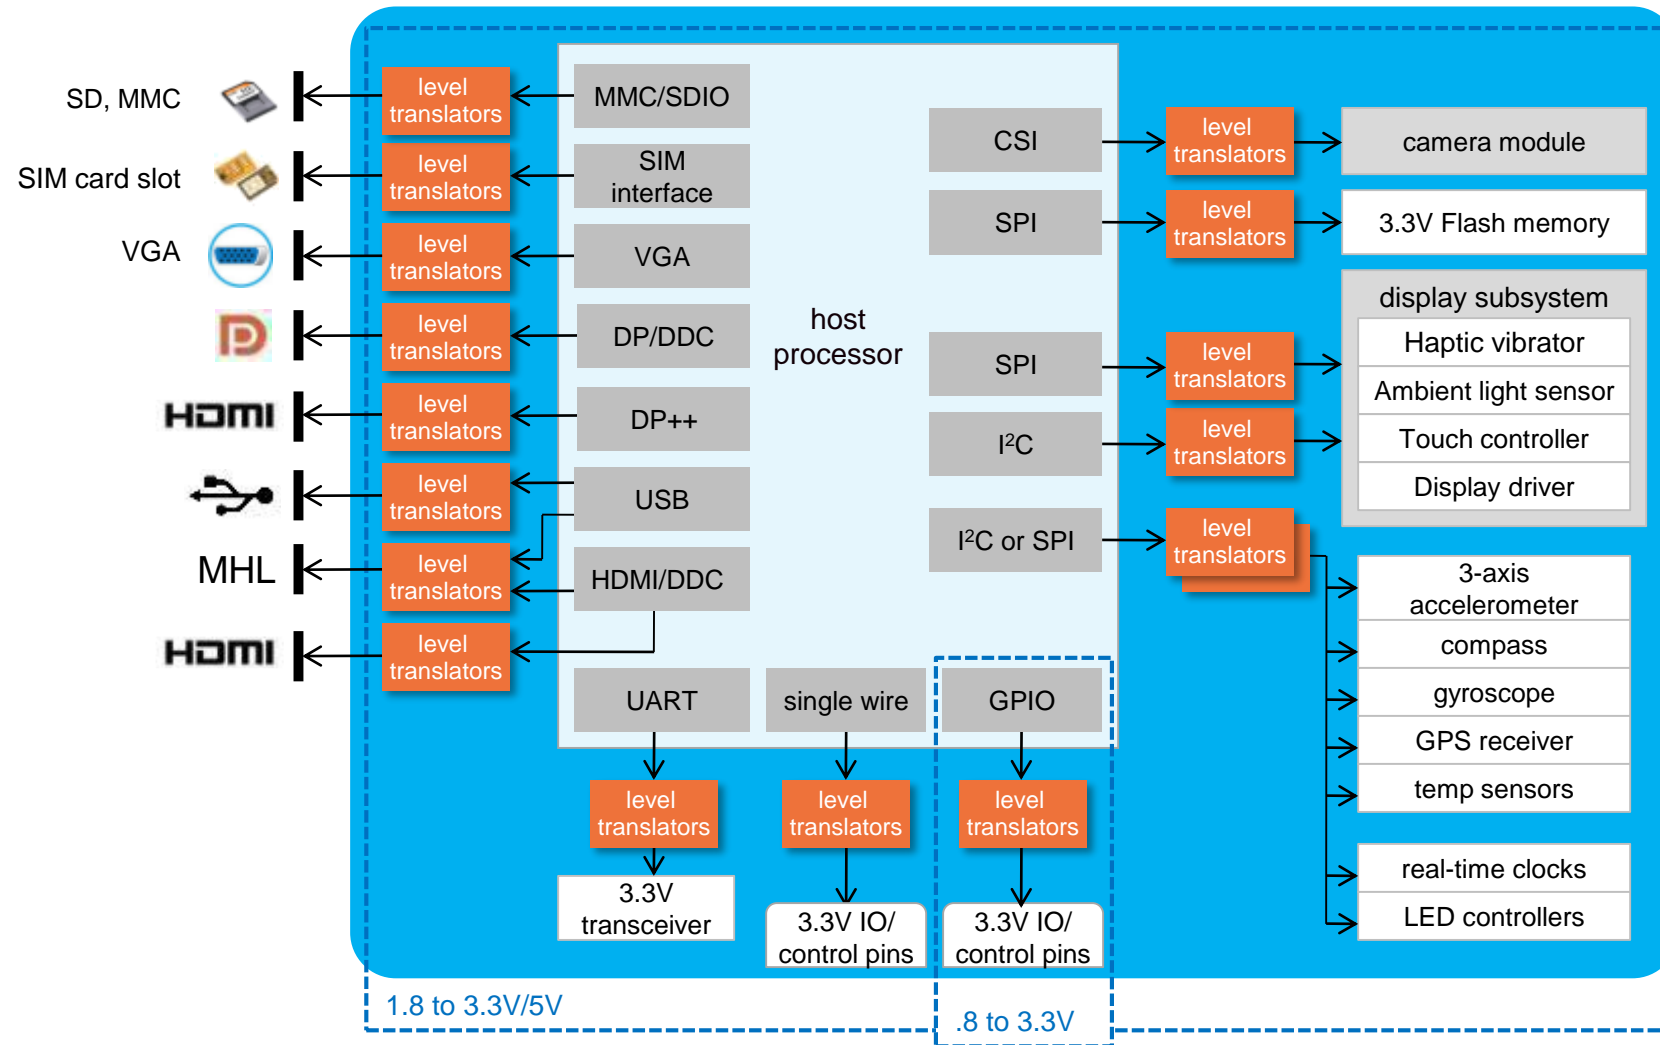 SD, MMC
level
translators
MMC/SDIO
SIM card slot
level
translators
SIM
interface
VGA
level
translators
VGA
level
translators
DP/DDC
HDMI
level
translators
DP++
level
translators
USB
MHL
level
translators
HDMI/DDC
HDMI
level
translators
host
processor
CSI
level
translators
camera module
SPI
level
translators
3.3V Flash memory
display subsystem
SPI
level
translators
Haptic vibrator
Ambient light sensor
I²C
level
translators
Touch controller
Display driver
I²C or SPI
level
translators
3-axis
accelerometer
compass
gyroscope
GPS receiver
temp sensors
real-time clocks
LED controllers
UART
single wire
GPIO
level
translators
level
translators
level
translators
3.3V
transceiver
3.3V IO/
control pins
3.3V IO/
control pins
1.8 to 3.3V/5V
.8 to 3.3V